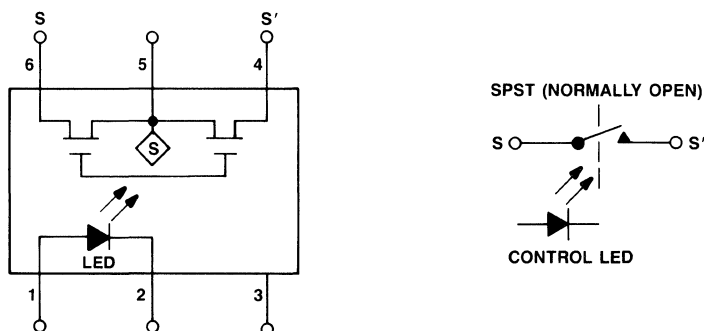 S S'
6 5 4
S
LED
1 2 3
SPST (NORMALLY OPEN)
S S'
CONTROL LED